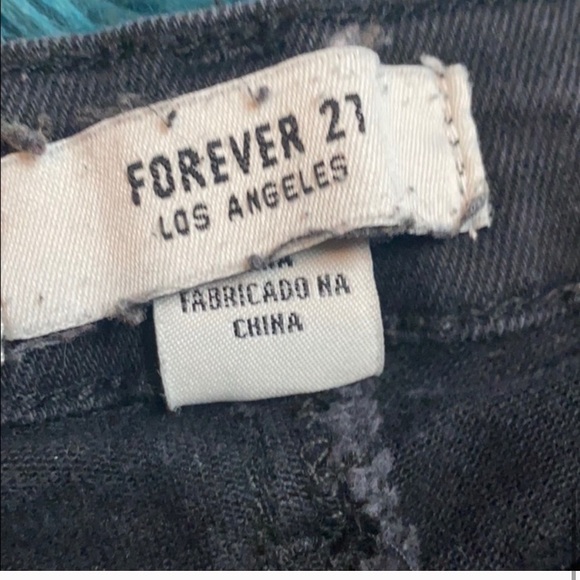 FOREVER 21
LOS ANGELES
FABRICADO NA
CHINA